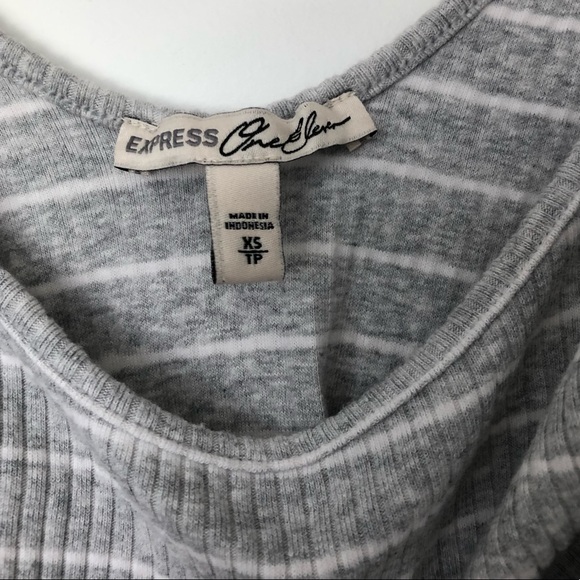 EXPRESS One Eleven
MADE IN
INDONESIA
XS
TP